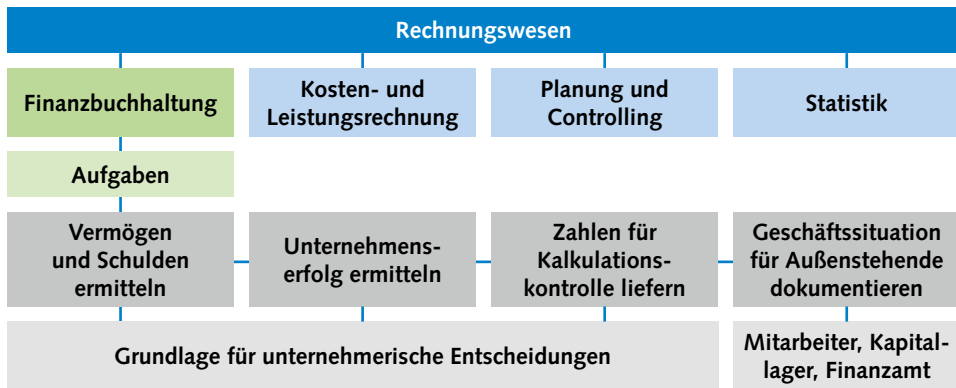 Rechnungswesen
Finanzbuchhaltung
Kosten- und
Leistungsrechnung
Planung und
Controlling
Statistik
Aufgaben
Vermögen
und Schulden
ermitteln
Unternehmens-
erfolg ermitteln
Zahlen für
Kalkulations-
kontrolle liefern
Geschäftssituation
für Außenstehende
dokumentieren
Grundlage für unternehmerische Entscheidungen
Mitarbeiter, Kapital-
lager, Finanzamt